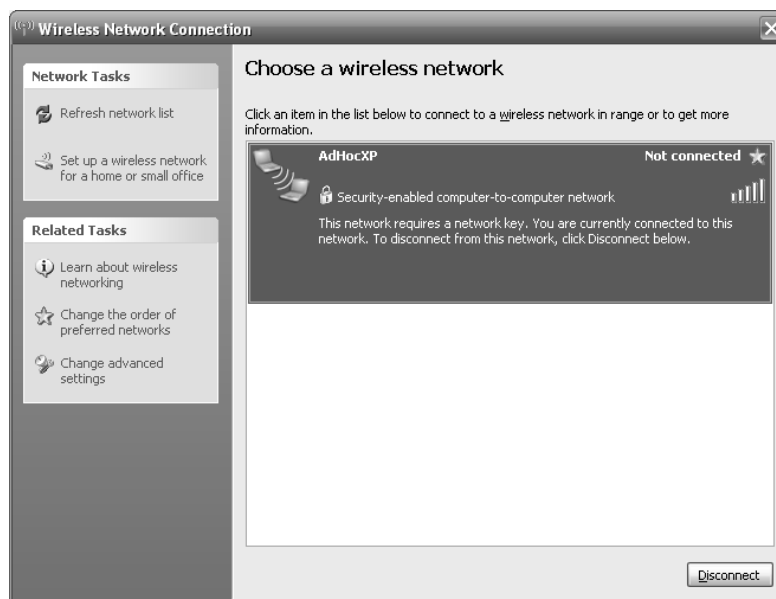 Wireless Network Connection
Network Tasks
Refresh network list
Set up a wireless network
for a home or small office
Related Tasks
Learn about wireless
networking
Change the order of
preferred networks
Change advanced
settings
Choose a wireless network
Click an item in the list below to connect to a wireless network in range or to get more
information.
AdHocXP
Not connected
Security-enabled computer-to-computer network
This network requires a network key. You are currently connected to this
network. To disconnect from this network, click Disconnect below.
Disconnect